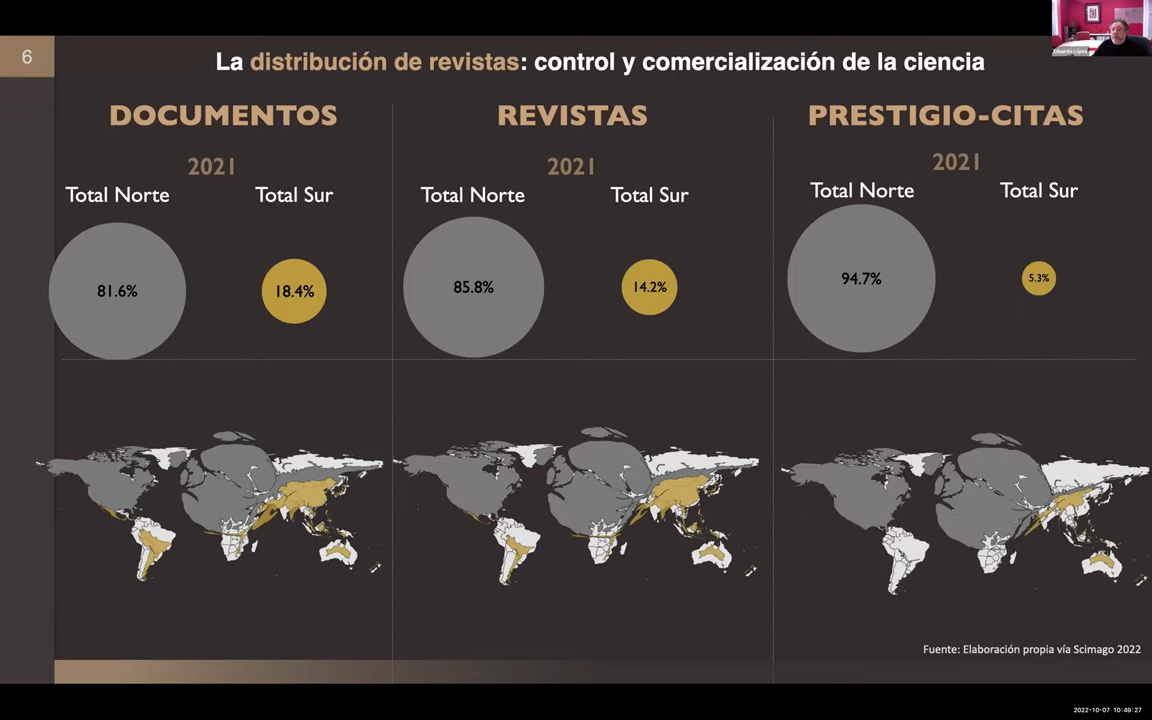 6
La distribución de revistas: control y comercialización de la ciencia
DOCUMENTOS
2021
Total Norte
Total Sur
81.6%
18.4%
REVISTAS
2021
Total Norte
Total Sur
85.8%
14.2%
PRESTIGIO-CITAS
2021
Total Norte
Total Sur
94.7%
5.3%
Fuente: Elaboración propia vía Scimago 2022
Eduardo López
2022-10-07 10:49:27